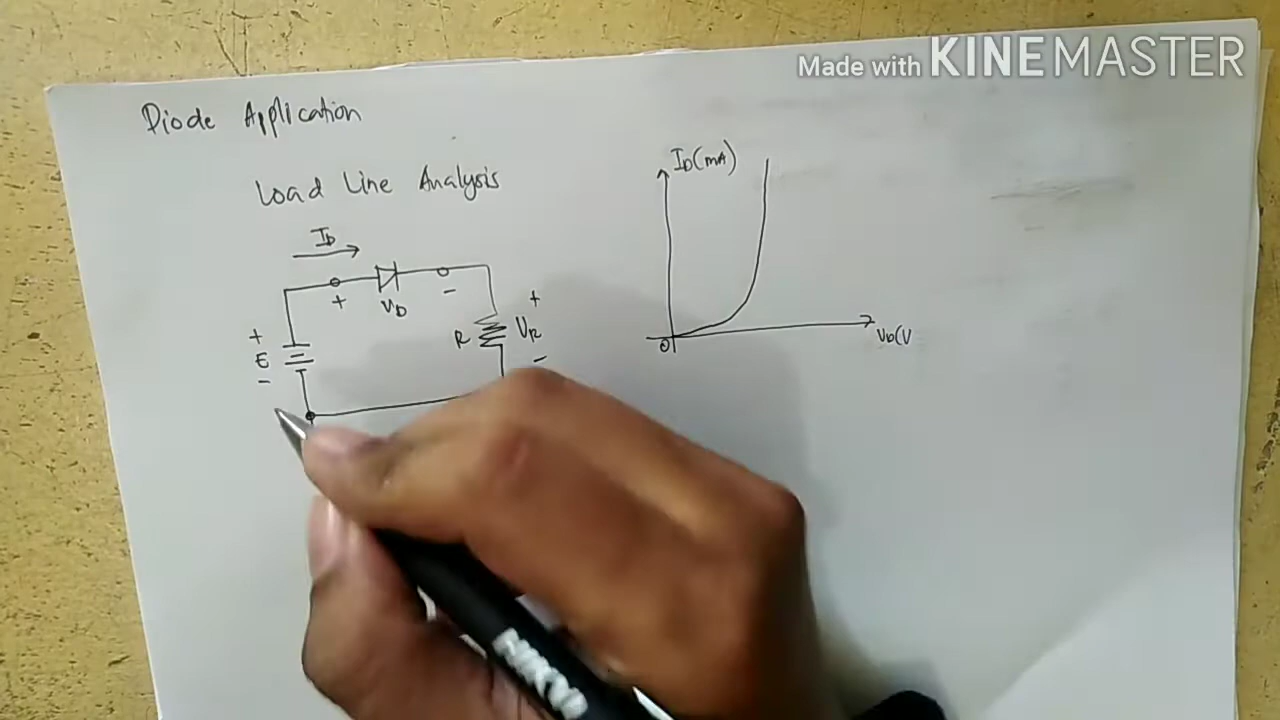 Made with KINEMASTER
Diode Application
Load Line Analysis
ID
+ VD -
+
E
-
R
+
VR
-
ID(mA)
0
VD(V